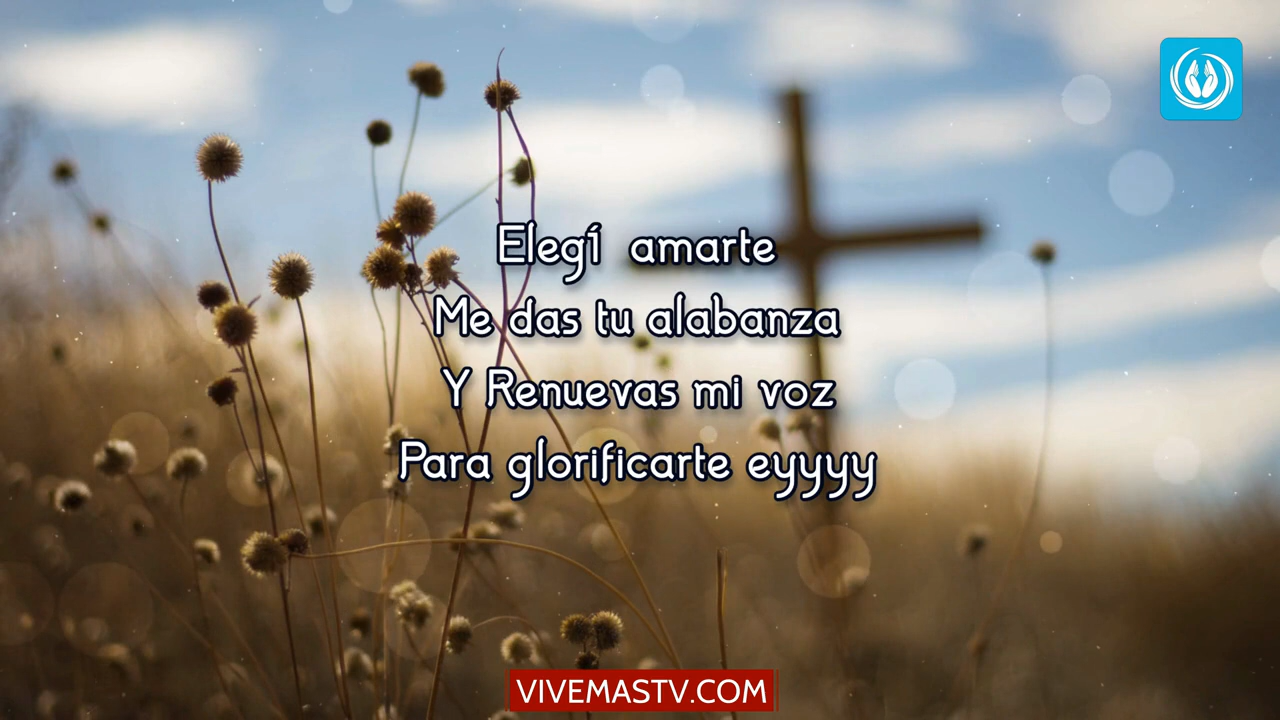 Elegí amarte
Me das tu alabanza
Y Renuevas mi voz
Para glorificarte eyyyy
VIVEMASTV.COM